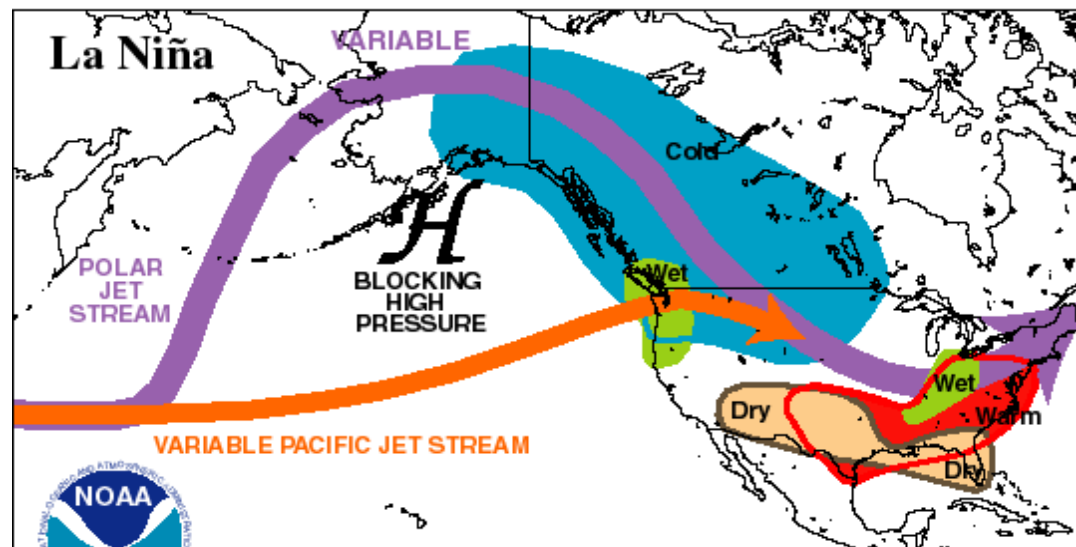 La Niña
VARIABLE
Cold
POLAR
JET
STREAM
H
BLOCKING
HIGH
PRESSURE
Wet
VARIABLE PACIFIC JET STREAM
Dry
Wet
Warm
Dry
NOAA